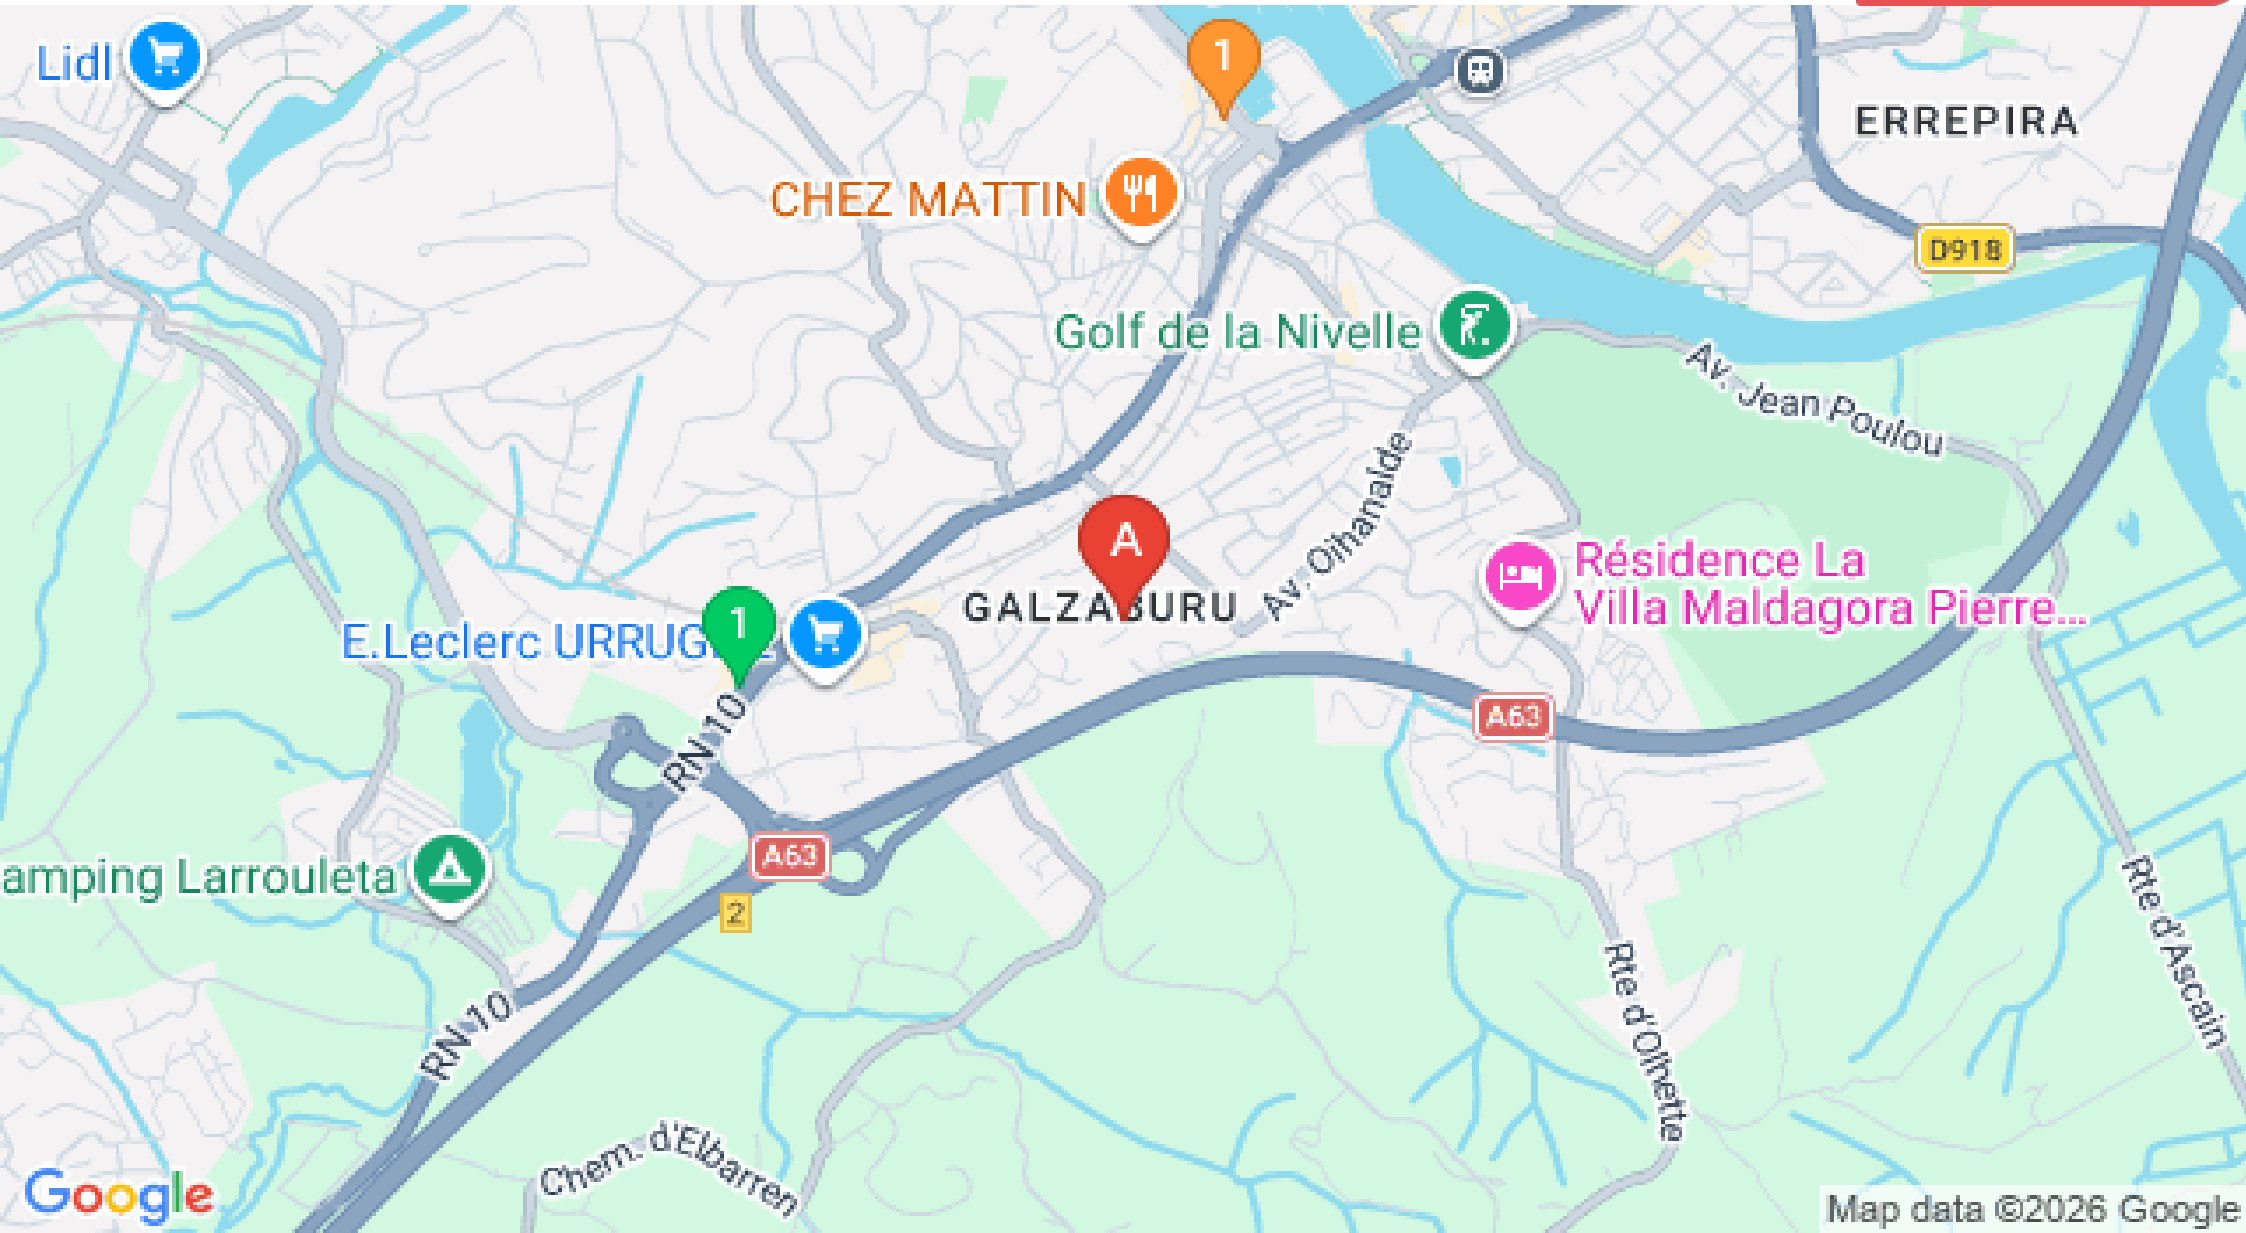 Lidl
1
ERREPIRA
CHEZ MATTIN
D918
Golf de la Nivelle
Av. Jean Poulou
Av. Olhanaïde
A
GALZABURU
Résidence La
Villa Maldagora Pierre...
1
E.Leclerc
RN 10
A63
A63
amping Larrouleta
2
Rte d'Ascain
Rte d'Olhette
RN 10
Chem. d'Elbarren
Google
Map data ©2026 Google